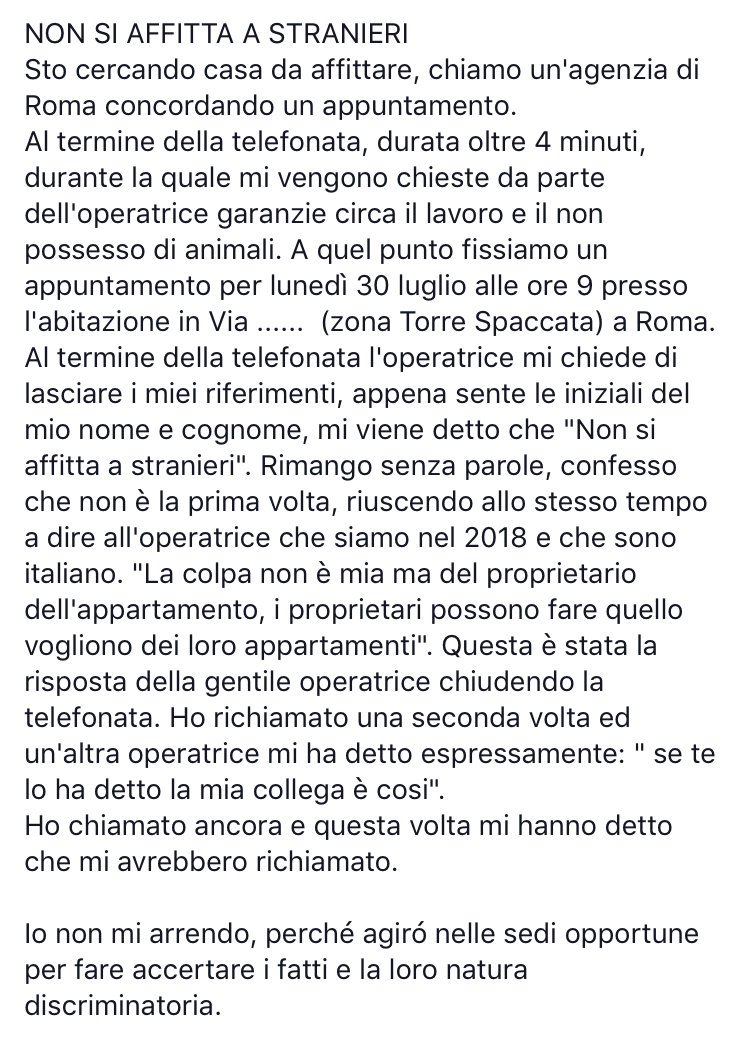 NON SI AFFITTA A STRANIERI
Sto cercando casa da affittare, chiamo un'agenzia di
Roma concordando un appuntamento.
Al termine della telefonata, durata oltre 4 minuti,
durante la quale mi vengono chieste da parte
dell'operatrice garanzie circa il lavoro e il non
possesso di animali. A quel punto fissiamo un
appuntamento per lunedì 30 luglio alle ore 9 presso
l'abitazione in Via ...... (zona Torre Spaccata) a Roma.
Al termine della telefonata l'operatrice mi chiede di
lasciare i miei riferimenti, appena sente le iniziali del
mio nome e cognome, mi viene detto che "Non si
affitta a stranieri". Rimango senza parole, confesso
che non è la prima volta, riuscendo allo stesso tempo
a dire all'operatrice che siamo nel 2018 e che sono
italiano. "La colpa non è mia ma del proprietario
dell'appartamento, i proprietari possono fare quello
vogliono dei loro appartamenti". Questa è stata la
risposta della gentile operatrice chiudendo la
telefonata. Ho richiamato una seconda volta ed
un'altra operatrice mi ha detto espressamente: " se te
lo ha detto la mia collega è cosi".
Ho chiamato ancora e questa volta mi hanno detto
che mi avrebbero richiamato.
Io non mi arrendo, perché agiró nelle sedi opportune
per fare accertare i fatti e la loro natura
discriminatoria.